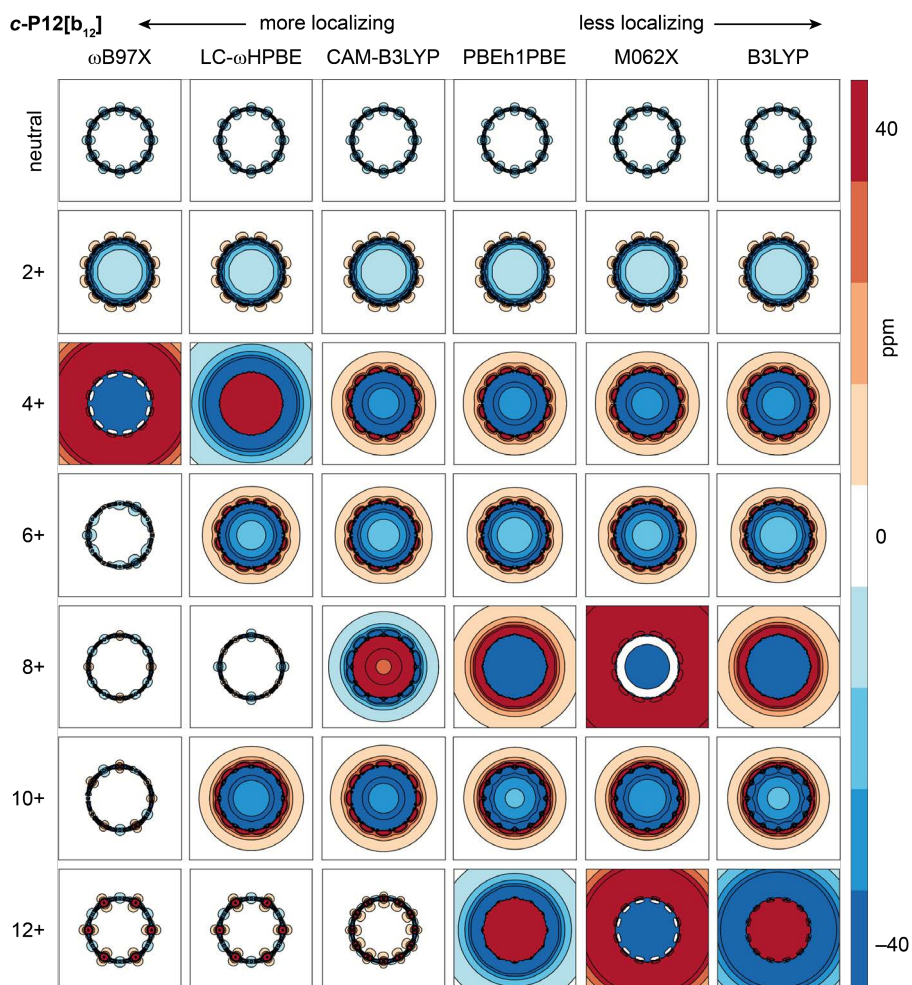 c-P12[b12] more localizing less localizing
ωB97X LC-ωHPBE CAM-B3LYP PBEh1PBE M062X B3LYP
neutral
2+
4+
6+
8+
10+
12+
40
ppm
0
–40